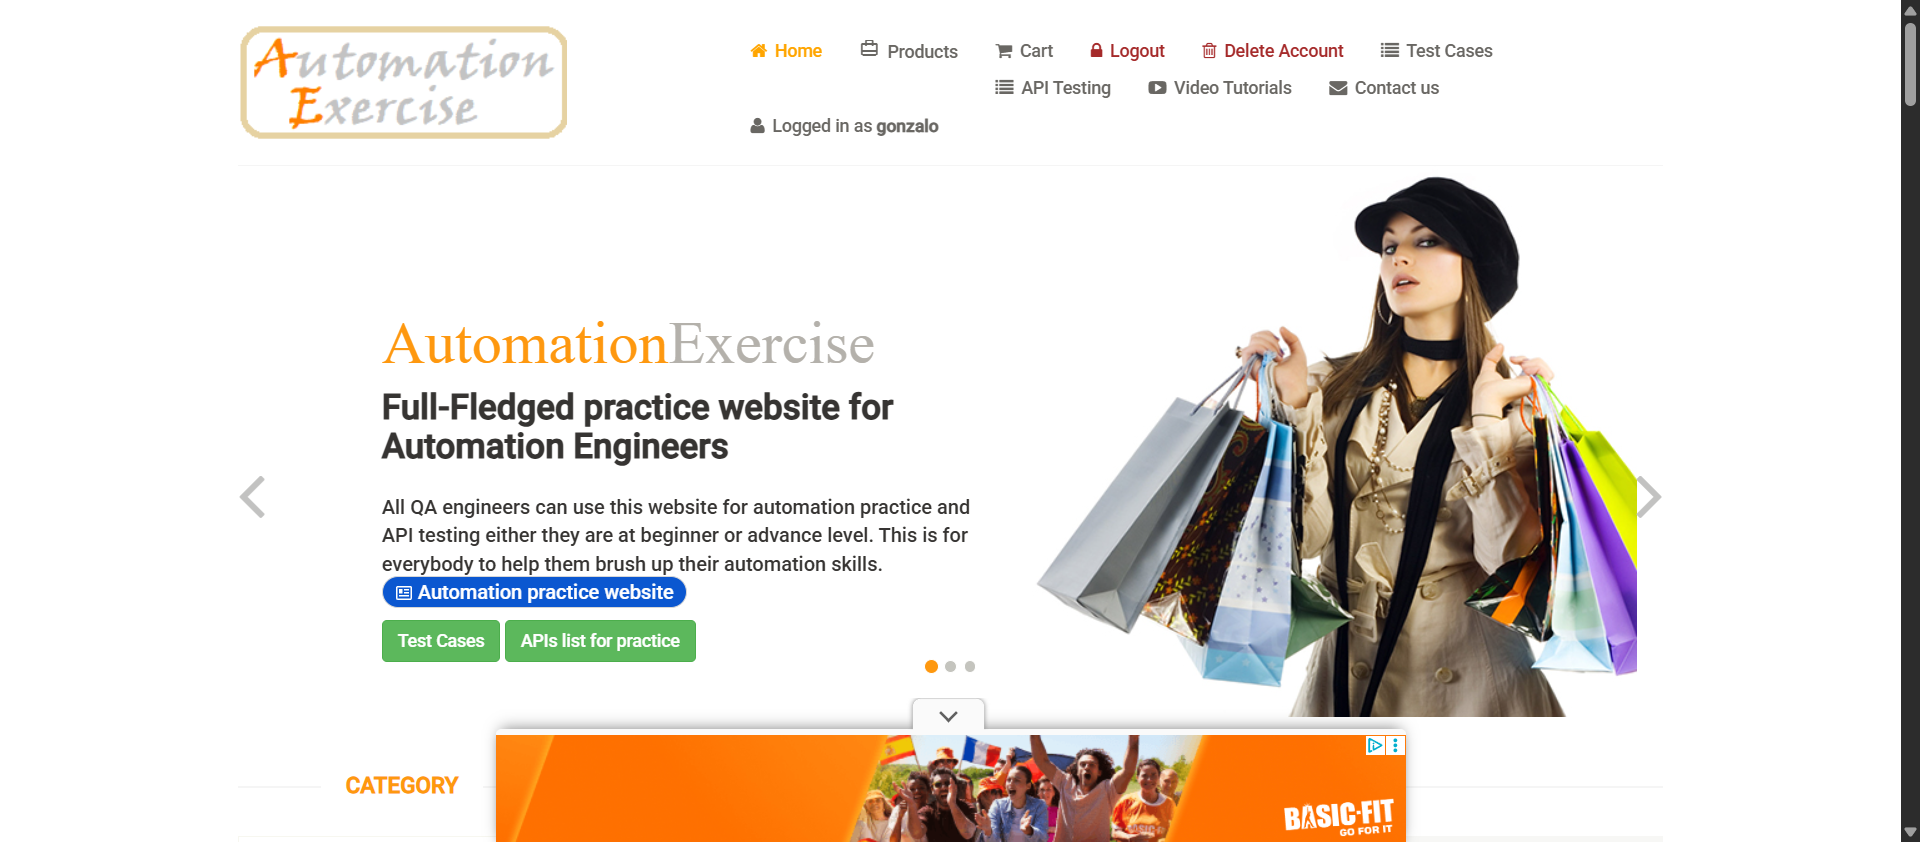 Automation
Exercise
Home
Products
Cart
Logout
Delete Account
Test Cases
API Testing
Video Tutorials
Contact us
Logged in as gonzalo
AutomationExercise
Full-Fledged practice website for
Automation Engineers
All QA engineers can use this website for automation practice and
API testing either they are at beginner or advance level. This is for
everybody to help them brush up their automation skills.
Automation practice website
Test Cases
APIs list for practice
CATEGORY
BASIC-FIT
GO FOR IT